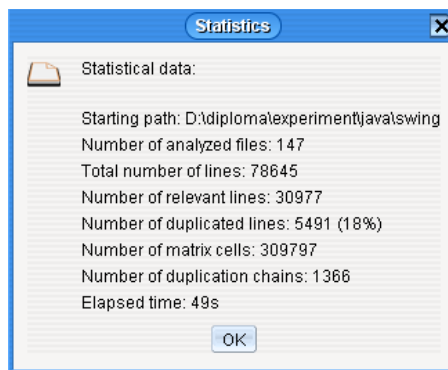 Statistics
Statistical data:
Starting path: D:\diploma\experiment\java\swing
Number of analyzed files: 147
Total number of lines: 78645
Number of relevant lines: 30977
Number of duplicated lines: 5491 (18%)
Number of matrix cells: 309797
Number of duplication chains: 1366
Elapsed time: 49s
OK